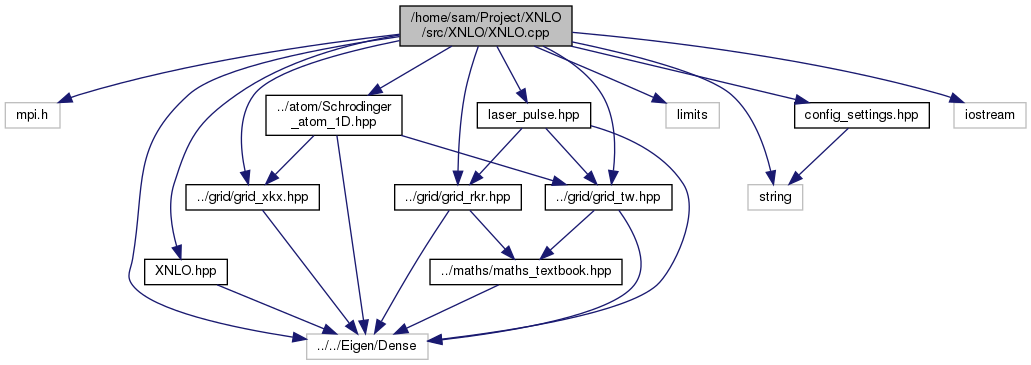 /home/sam/Project/XNLO
/src/XNLO/XNLO.cpp
mpi.h
../atom/Schrodinger
_atom_1D.hpp
laser_pulse.hpp
limits
config_settings.hpp
iostream
../grid/grid_xkx.hpp
../grid/grid_rkr.hpp
../grid/grid_tw.hpp
string
XNLO.hpp
../maths/maths_textbook.hpp
../../Eigen/Dense